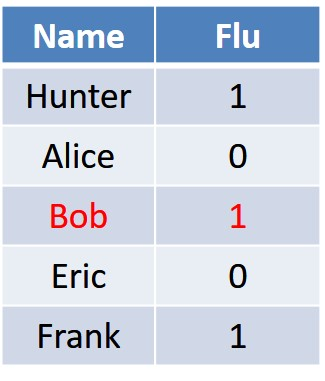 Name Flu
Hunter 1
Alice 0
Bob 1
Eric 0
Frank 1